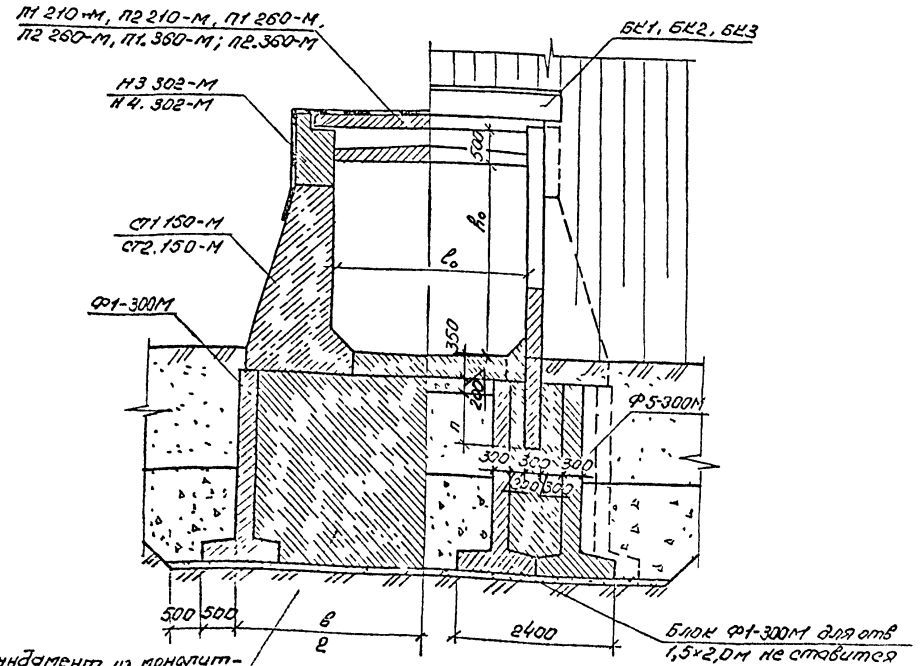 П1 210-М, П2 210-М, П1 260-М,
П2 260-М, П1.360-М; П2.360-М
БК1, БК2, БК3
Н3 302-М
Н4. 302-М
500
h₀
СТ1 150-М
СТ2.150-М
l₀
Ф1-300М
350
200
Ф5-300М
п
300 300 300
300 300
500 500
в
2
2400
Блок Ф1-300М для отв
1,5х2,0м не ставится
фундамент из монолит-